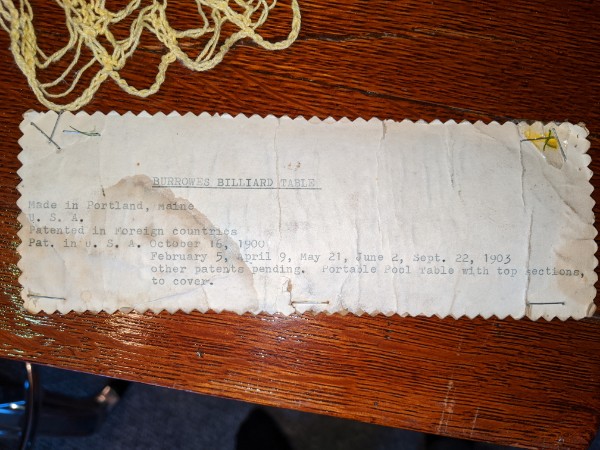 BURROWES BILLIARD TABLE
Made in Portland, Maine
U. S. A.
Patented in Foreign countries
Pat. in U. S. A. October 16, 1900
February 5, April 9, May 21, June 2, Sept. 22, 1903
other patents pending. Portable Pool Table with top sections,
to cover.